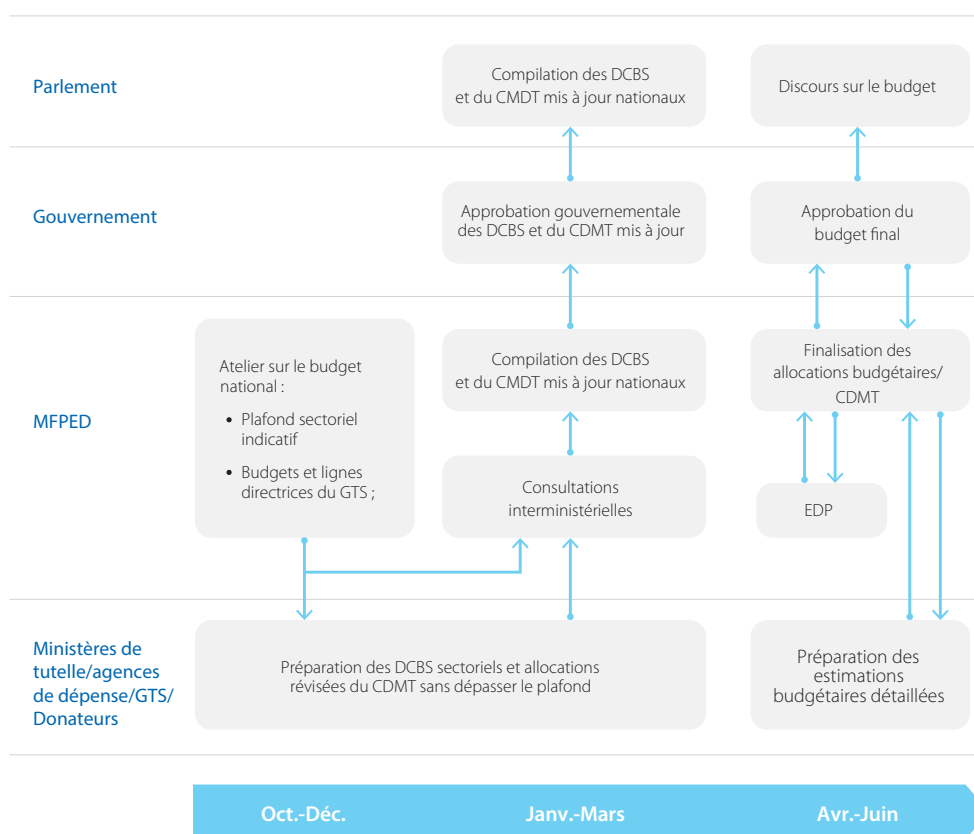 Parlement
Compilation des DCBS
et du CMDT mis à jour nationaux
Discours sur le budget
Gouvernement
Approbation gouvernementale
des DCBS et du CDMT mis à jour
Approbation du
budget final
MFPED
Atelier sur le budget
national :
• Plafond sectoriel
indicatif
• Budgets et lignes
directrices du GTS ;
Compilation des DCBS
et du CMDT mis à jour nationaux
Consultations
interministérielles
Finalisation des
allocations budgétaires/
CDMT
EDP
Ministères de
tutelle/agences
de dépense/GTS/
Donateurs
Préparation des DCBS sectoriels et allocations
révisées du CDMT sans dépasser le plafond
Préparation des
estimations
budgétaires détaillées
Oct.-Déc.
Janv.-Mars
Avr.-Juin